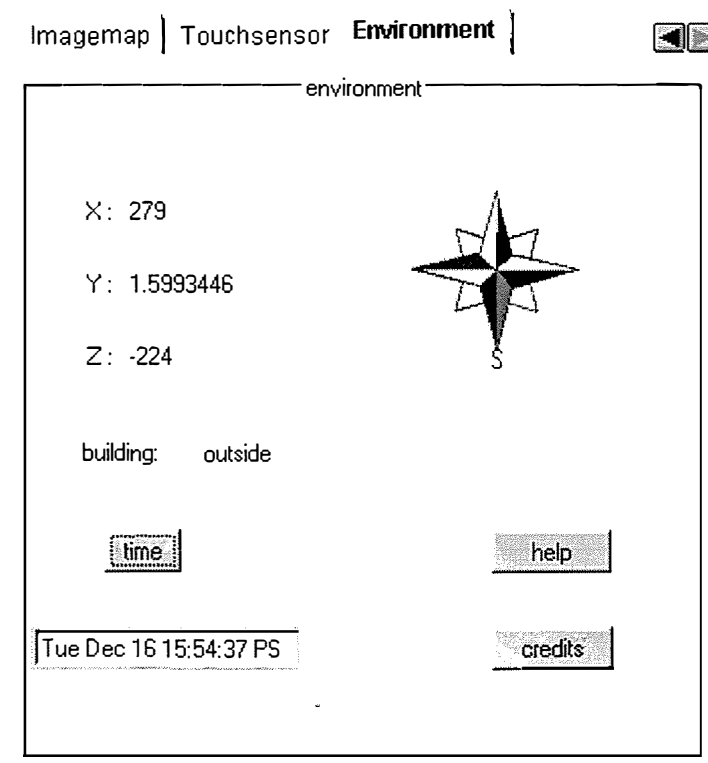 Imagemap Touchsensor Environment
environment
X: 279
Y: 1.5993446
Z: -224
S
building: outside
time help
Tue Dec 16 15:54:37 PS credits